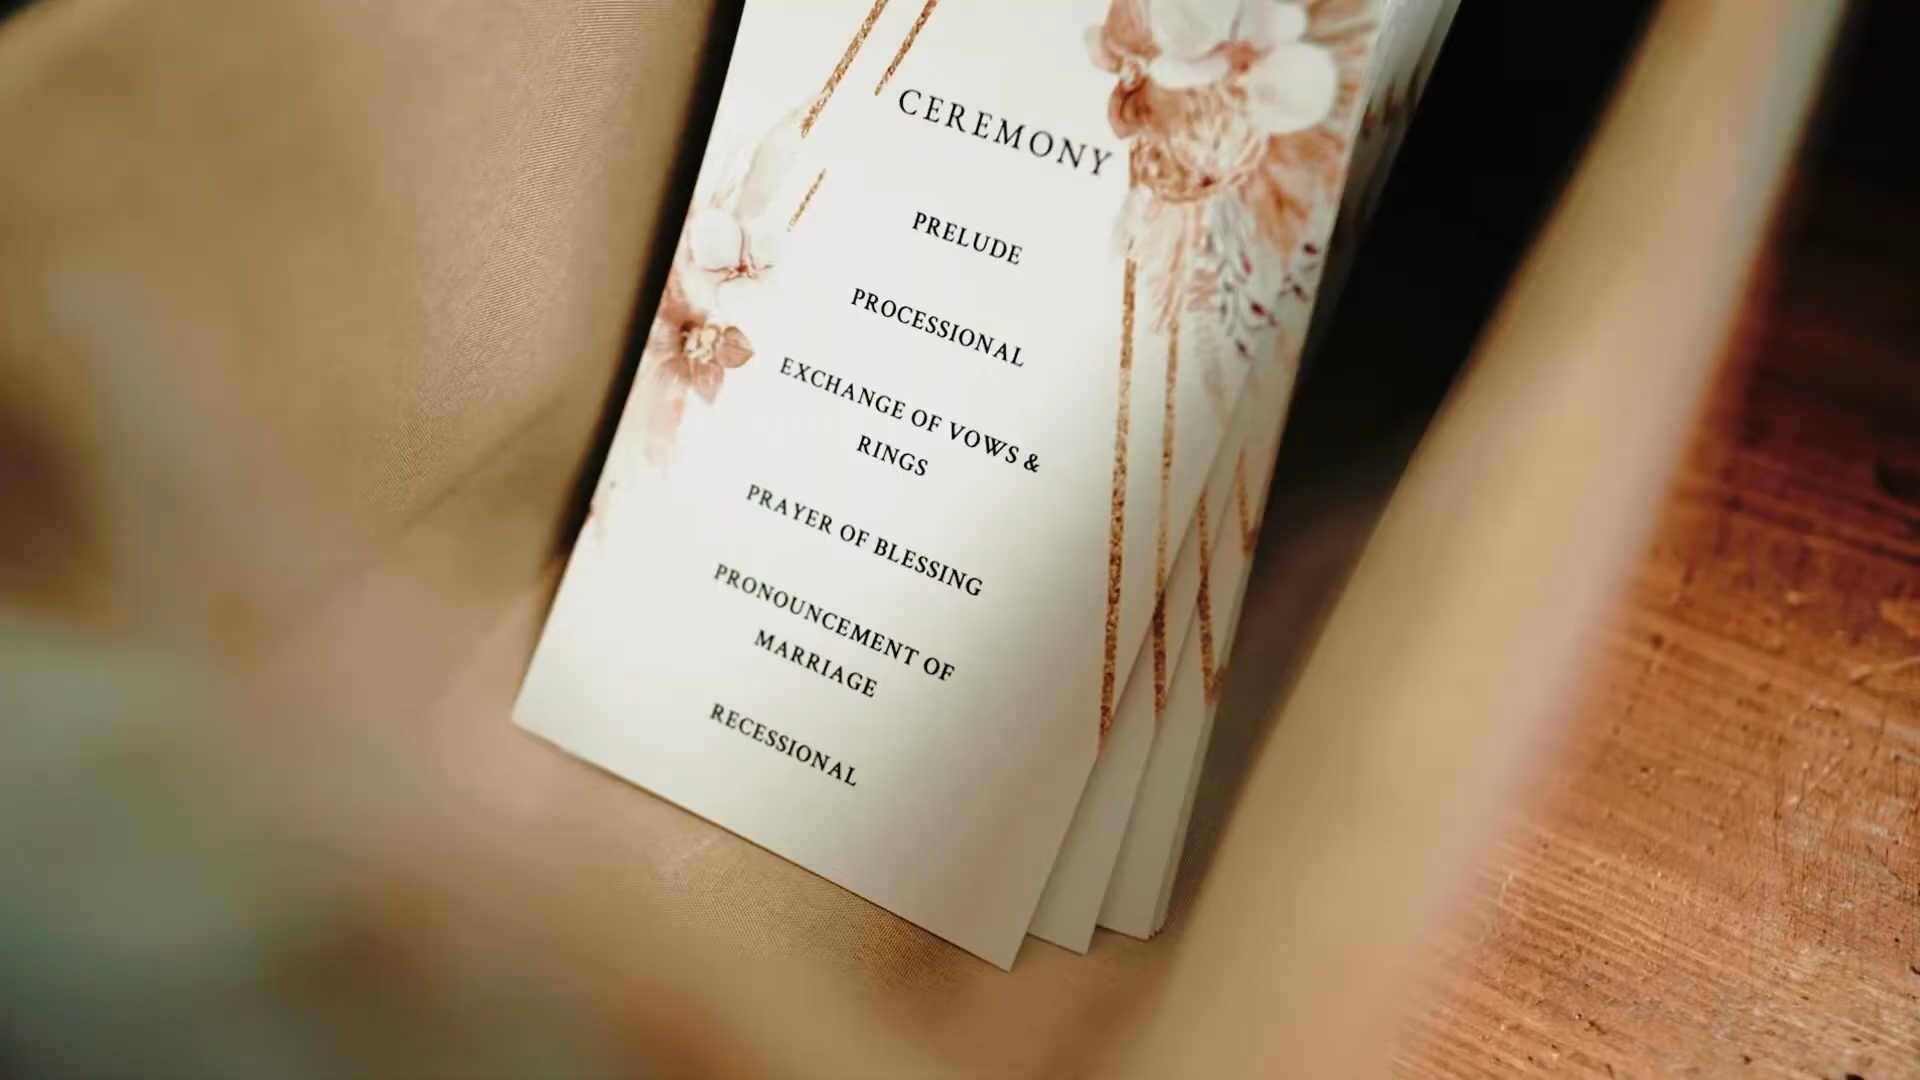 CEREMONY
PRELUDE
PROCESSIONAL
EXCHANGE OF VOWS &
RINGS
PRAYER OF BLESSING
PRONOUNCEMENT OF
MARRIAGE
RECESSIONAL